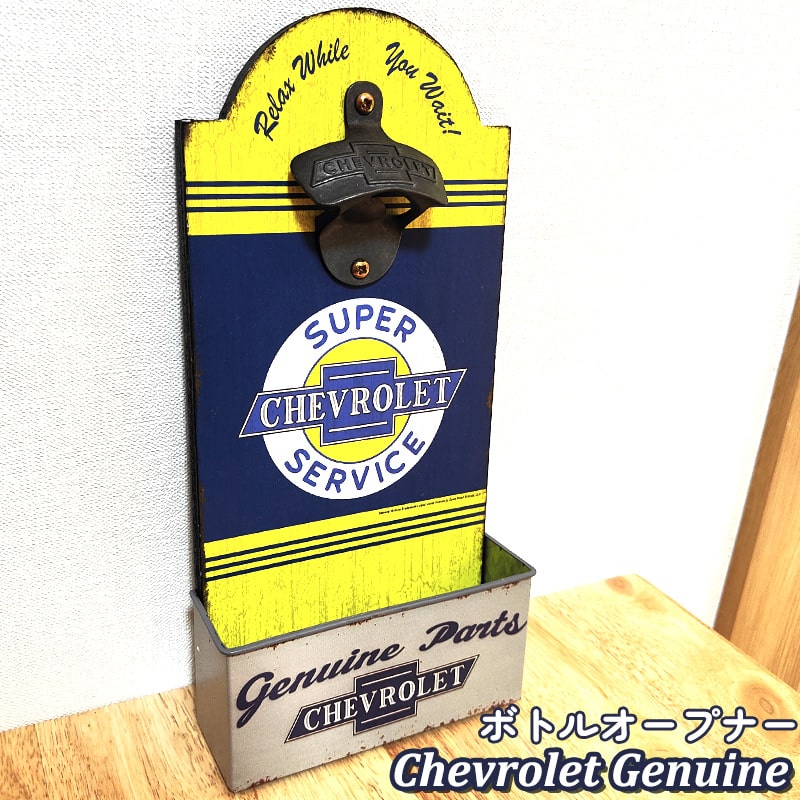 Relax While You Wait!
CHEVROLET
SUPER
CHEVROLET
SERVICE
Genuine Parts
CHEVROLET
ボトルオープナー
Chevrolet Genuine